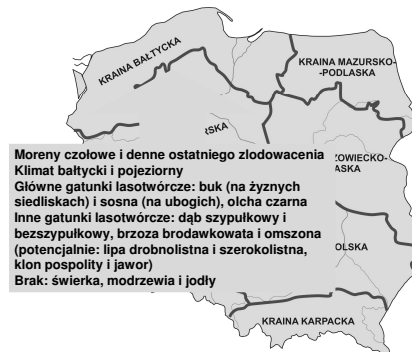 KRAINA BAŁTYCKA
KRAINA MAZURSKO-
-PODLASKA
Moreny czołowe i denne ostatniego zlodowacenia
Klimat bałtycki i pojeziorny
Główne gatunki lasotwórcze: buk (na żyznych
siedliskach) i sosna (na ubogich), olcha czarna
Inne gatunki lasotwórcze: dąb szypułkowy i
bezszypułkowy, brzoza brodawkowata i omszona
(potencjalnie: lipa drobnolistna i szerokolistna,
klon pospolity i jawor)
Brak: świerka, modrzewia i jodły
KRAINA KARPACKA